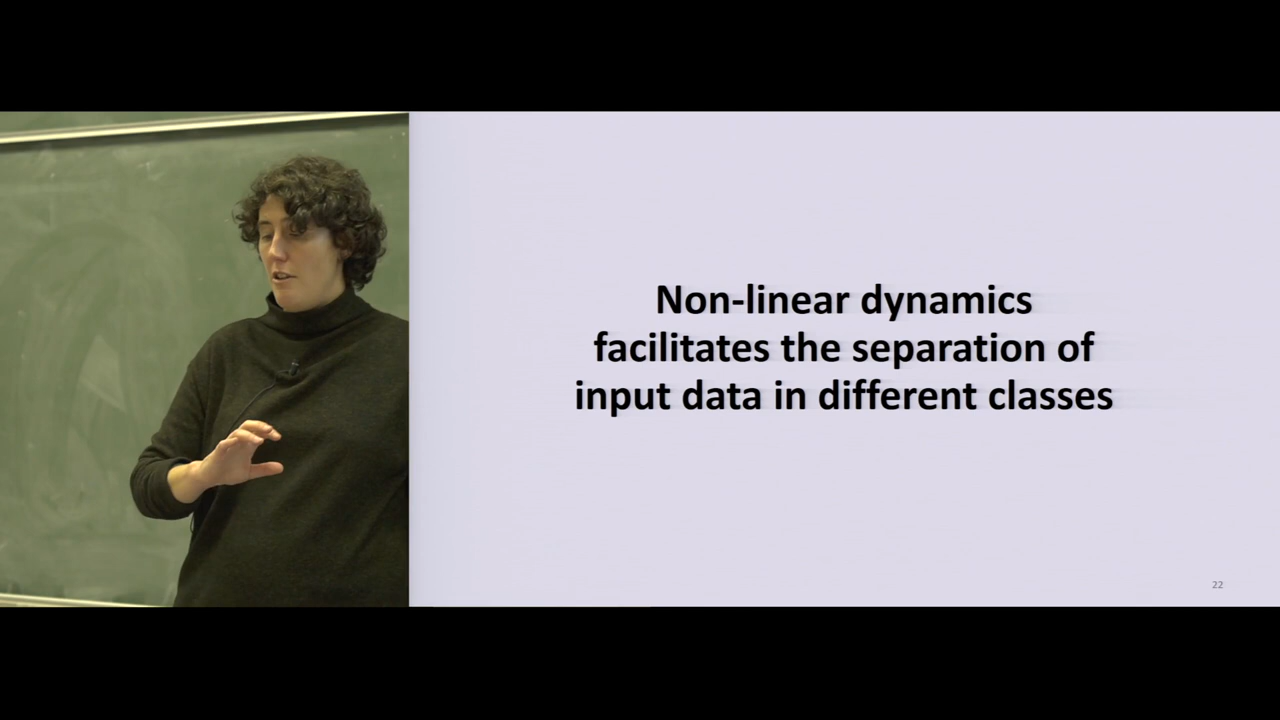 Non-linear dynamics
facilitates the separation of
input data in different classes
22